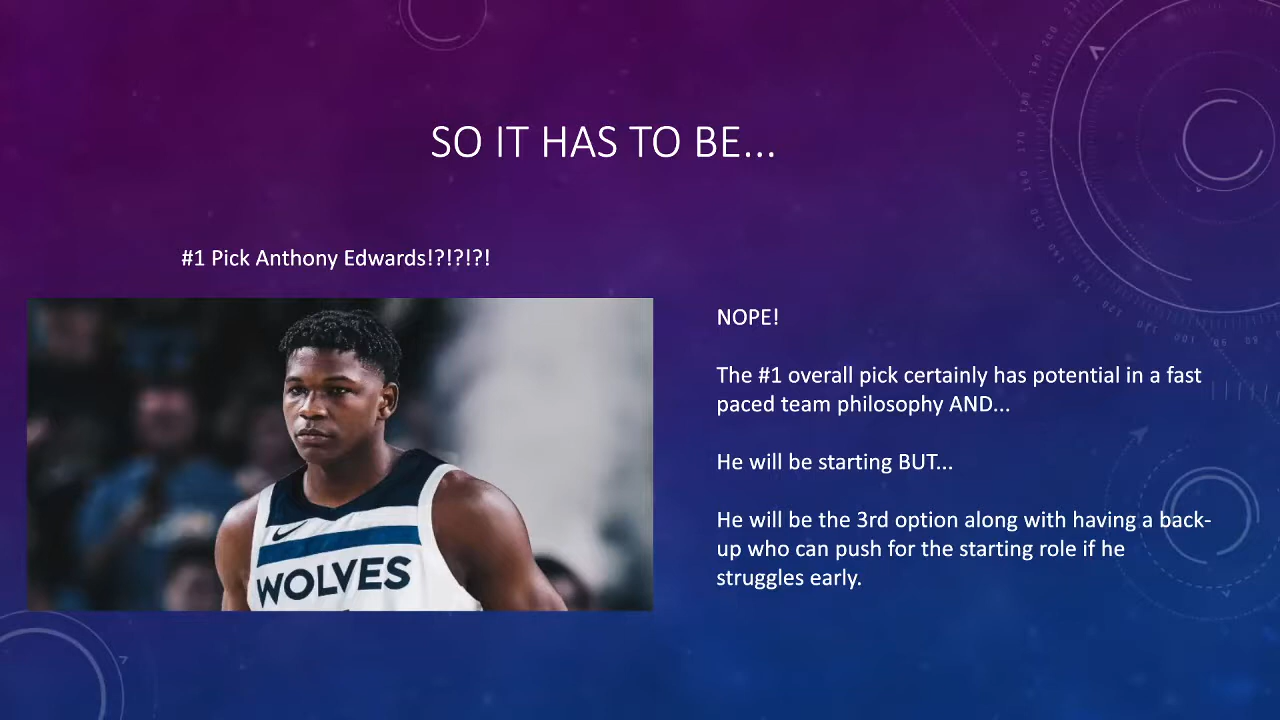 SO IT HAS TO BE...
#1 Pick Anthony Edwards!?!?!?!
WOLVES
NOPE!
The #1 overall pick certainly has potential in a fast
paced team philosophy AND...
He will be starting BUT...
He will be the 3rd option along with having a back-
up who can push for the starting role if he
struggles early.